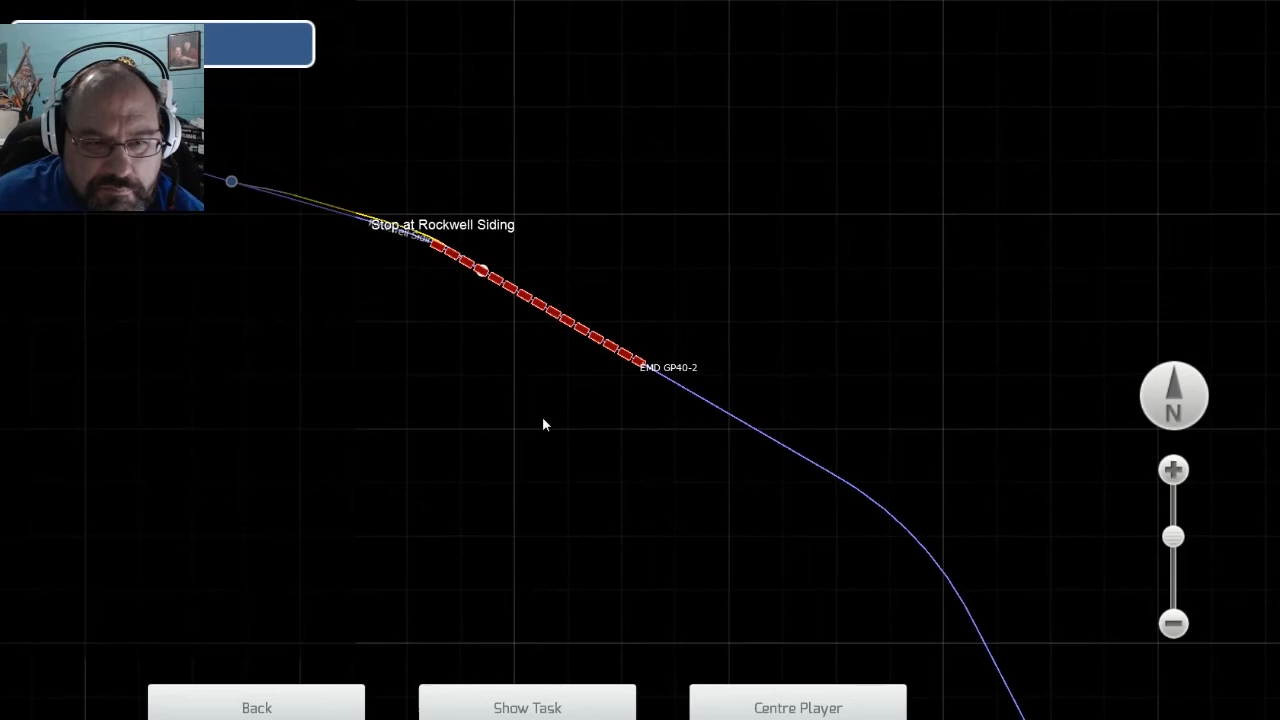 Stop at Rockwell Siding
EMD GP40-2
N
Back
Show Task
Centre Player